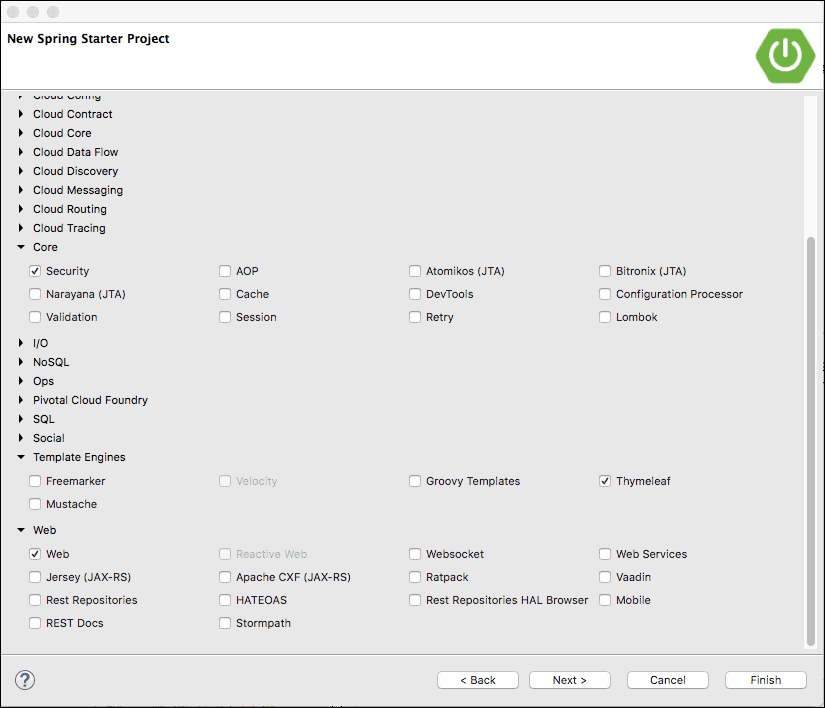 New Spring Starter Project
Cloud Config
Cloud Contract
Cloud Core
Cloud Data Flow
Cloud Discovery
Cloud Messaging
Cloud Routing
Cloud Tracing
Core
Security AOP Atomikos (JTA) Bitronix (JTA)
Narayana (JTA) Cache DevTools Configuration Processor
Validation Session Retry Lombok
I/O
NoSQL
Ops
Pivotal Cloud Foundry
SQL
Social
Template Engines
Freemarker Velocity Groovy Templates Thymeleaf
Mustache
Web
Web Reactive Web Websocket Web Services
Jersey (JAX-RS) Apache CXF (JAX-RS) Ratpack Vaadin
Rest Repositories HATEOAS Rest Repositories HAL Browser Mobile
REST Docs Stormpath
? < Back Next > Cancel Finish